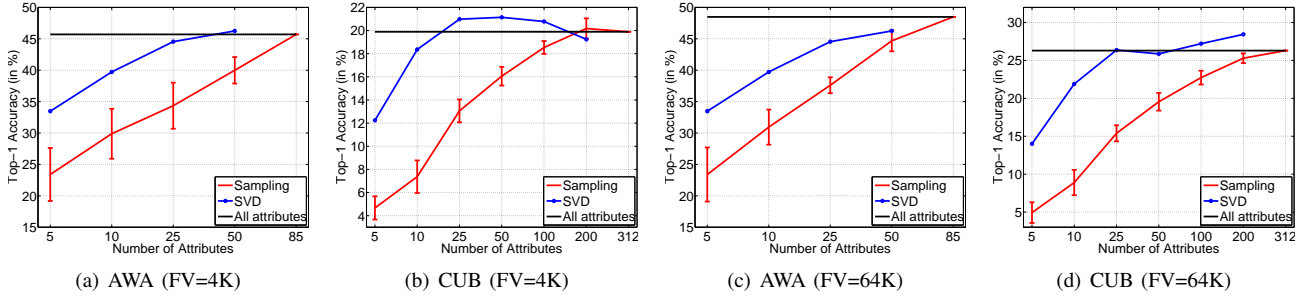 50
45
40
35
30
25
20
15
Top−1 Accuracy (in %)
5 10 25 50 85
Number of Attributes
Sampling
SVD
All attributes
(a) AWA (FV=4K)
22
20
18
16
14
12
10
8
6
4
Top−1 Accuracy (in %)
5 10 25 50 100 200 312
Number of Attributes
Sampling
SVD
All attributes
(b) CUB (FV=4K)
50
45
40
35
30
25
20
15
Top−1 Accuracy (in %)
5 10 25 50 85
Number of Attributes
Sampling
SVD
All attributes
(c) AWA (FV=64K)
30
25
20
15
10
5
Top−1 Accuracy (in %)
5 10 25 50 100 200 312
Number of Attributes
Sampling
SVD
All attributes
(d) CUB (FV=64K)